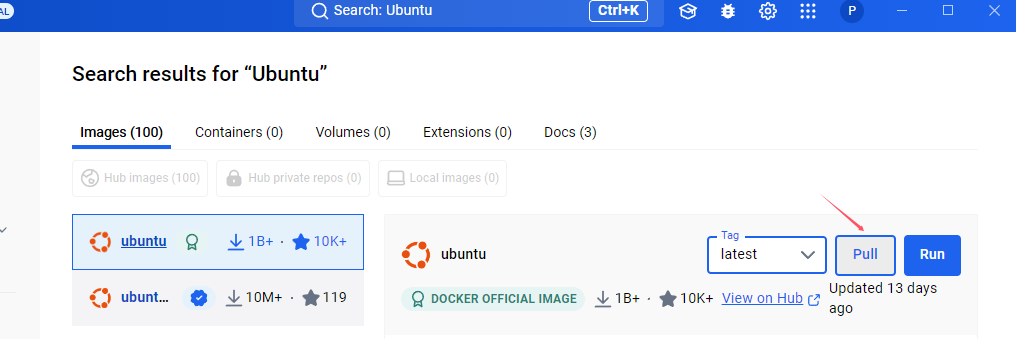 AL
Search: Ubuntu
Ctrl+K
P
Search results for “Ubuntu”
Images (100)
Containers (0)
Volumes (0)
Extensions (0)
Docs (3)
Hub images (100)
Hub private repos (0)
Local images (0)
ubuntu
1B+ · 10K+
ubunt...
10M+ · 119
ubuntu
Tag
latest
Pull
Run
DOCKER OFFICIAL IMAGE
1B+ · 10K+
View on Hub
Updated 13 days
ago